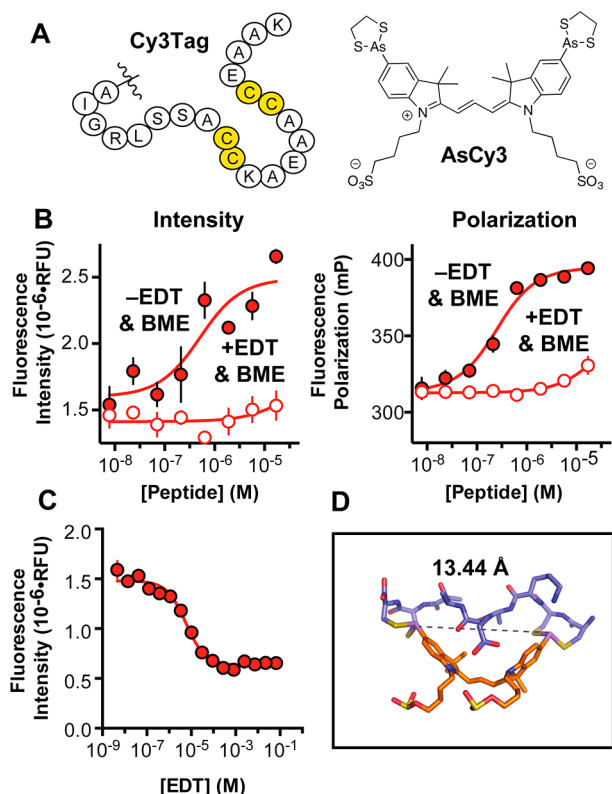 A
Cy3Tag
A
I
G
R
L
S
S
A
C
C
K
A
E
A
A
C
C
E
A
A
K
S
S
As
S
S
As
N
+
N
SO3
⊖
O3S
⊖
AsCy3
B
Intensity
Fluorescence
Intensity (10-6•RFU)
2.5
2.0
1.5
–EDT
& BME
+EDT
& BME
10-8 10-7 10-6 10-5
[Peptide] (M)
Polarization
Fluorescence
Polarization (mP)
400
350
300
–EDT
& BME
+EDT
& BME
10-8 10-7 10-6 10-5
[Peptide] (M)
C
Fluorescence
Intensity (10-6•RFU)
2.0
1.5
1.0
0.5
0.0
10-9 10-7 10-5 10-3 10-1
[EDT] (M)
D
13.44 Å